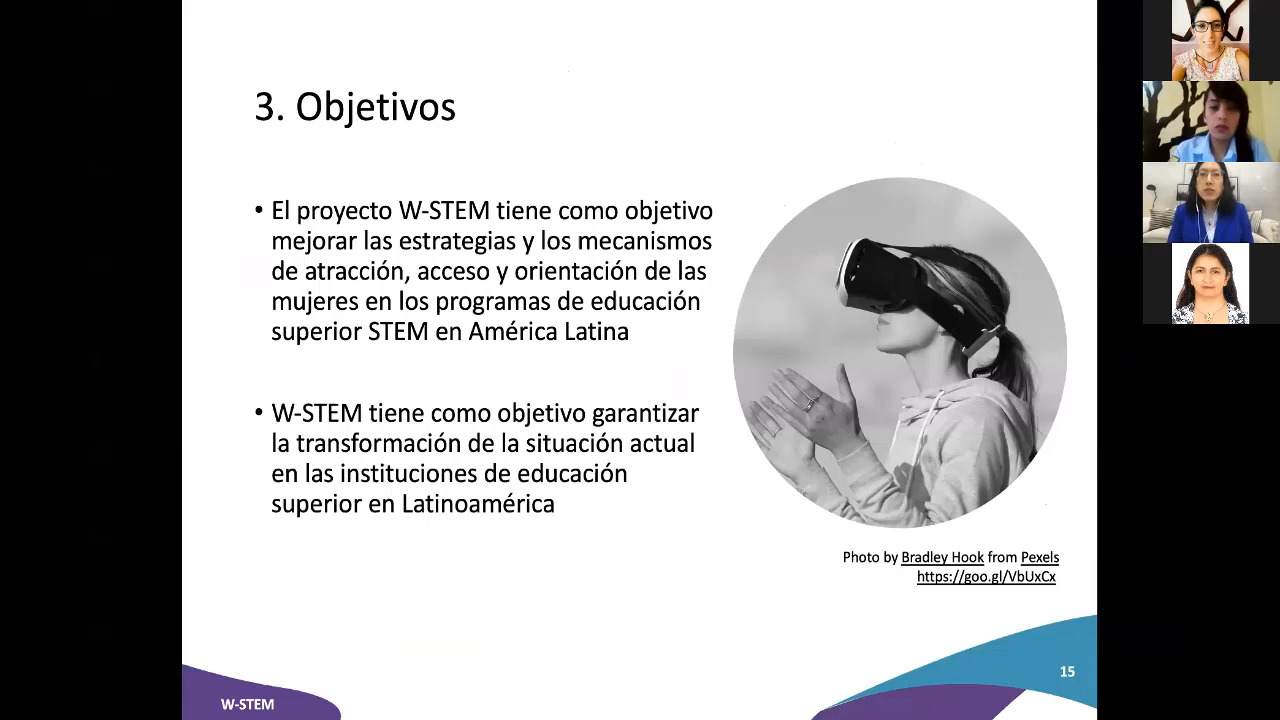 3. Objetivos
• El proyecto W-STEM tiene como objetivo
mejorar las estrategias y los mecanismos
de atracción, acceso y orientación de las
mujeres en los programas de educación
superior STEM en América Latina
• W-STEM tiene como objetivo garantizar
la transformación de la situación actual
en las instituciones de educación
superior en Latinoamérica
Photo by Bradley Hook from Pexels
https://goo.gl/VbUxCx
15
W-STEM